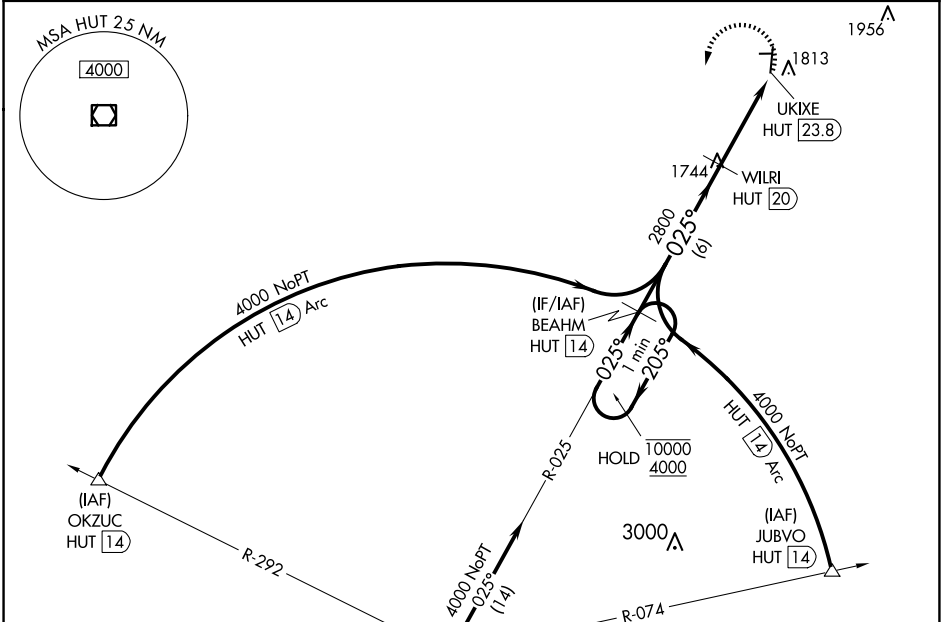 MSA HUT 25 NM
4000
1956
1813
UKIXE
HUT 23.8
1744
WILRI
HUT 20
2800
025°
(6)
4000 NoPT
HUT 14 Arc
(IF/IAF)
BEAHM
HUT 14
025°
1 min
205°
HOLD
10000
4000
4000 NoPT
HUT 14 Arc
R-025
(IAF)
OKZUC
HUT 14
R-292
3000
(IAF)
JUBVO
HUT 14
4000 NoPT
025°
(14)
R-074